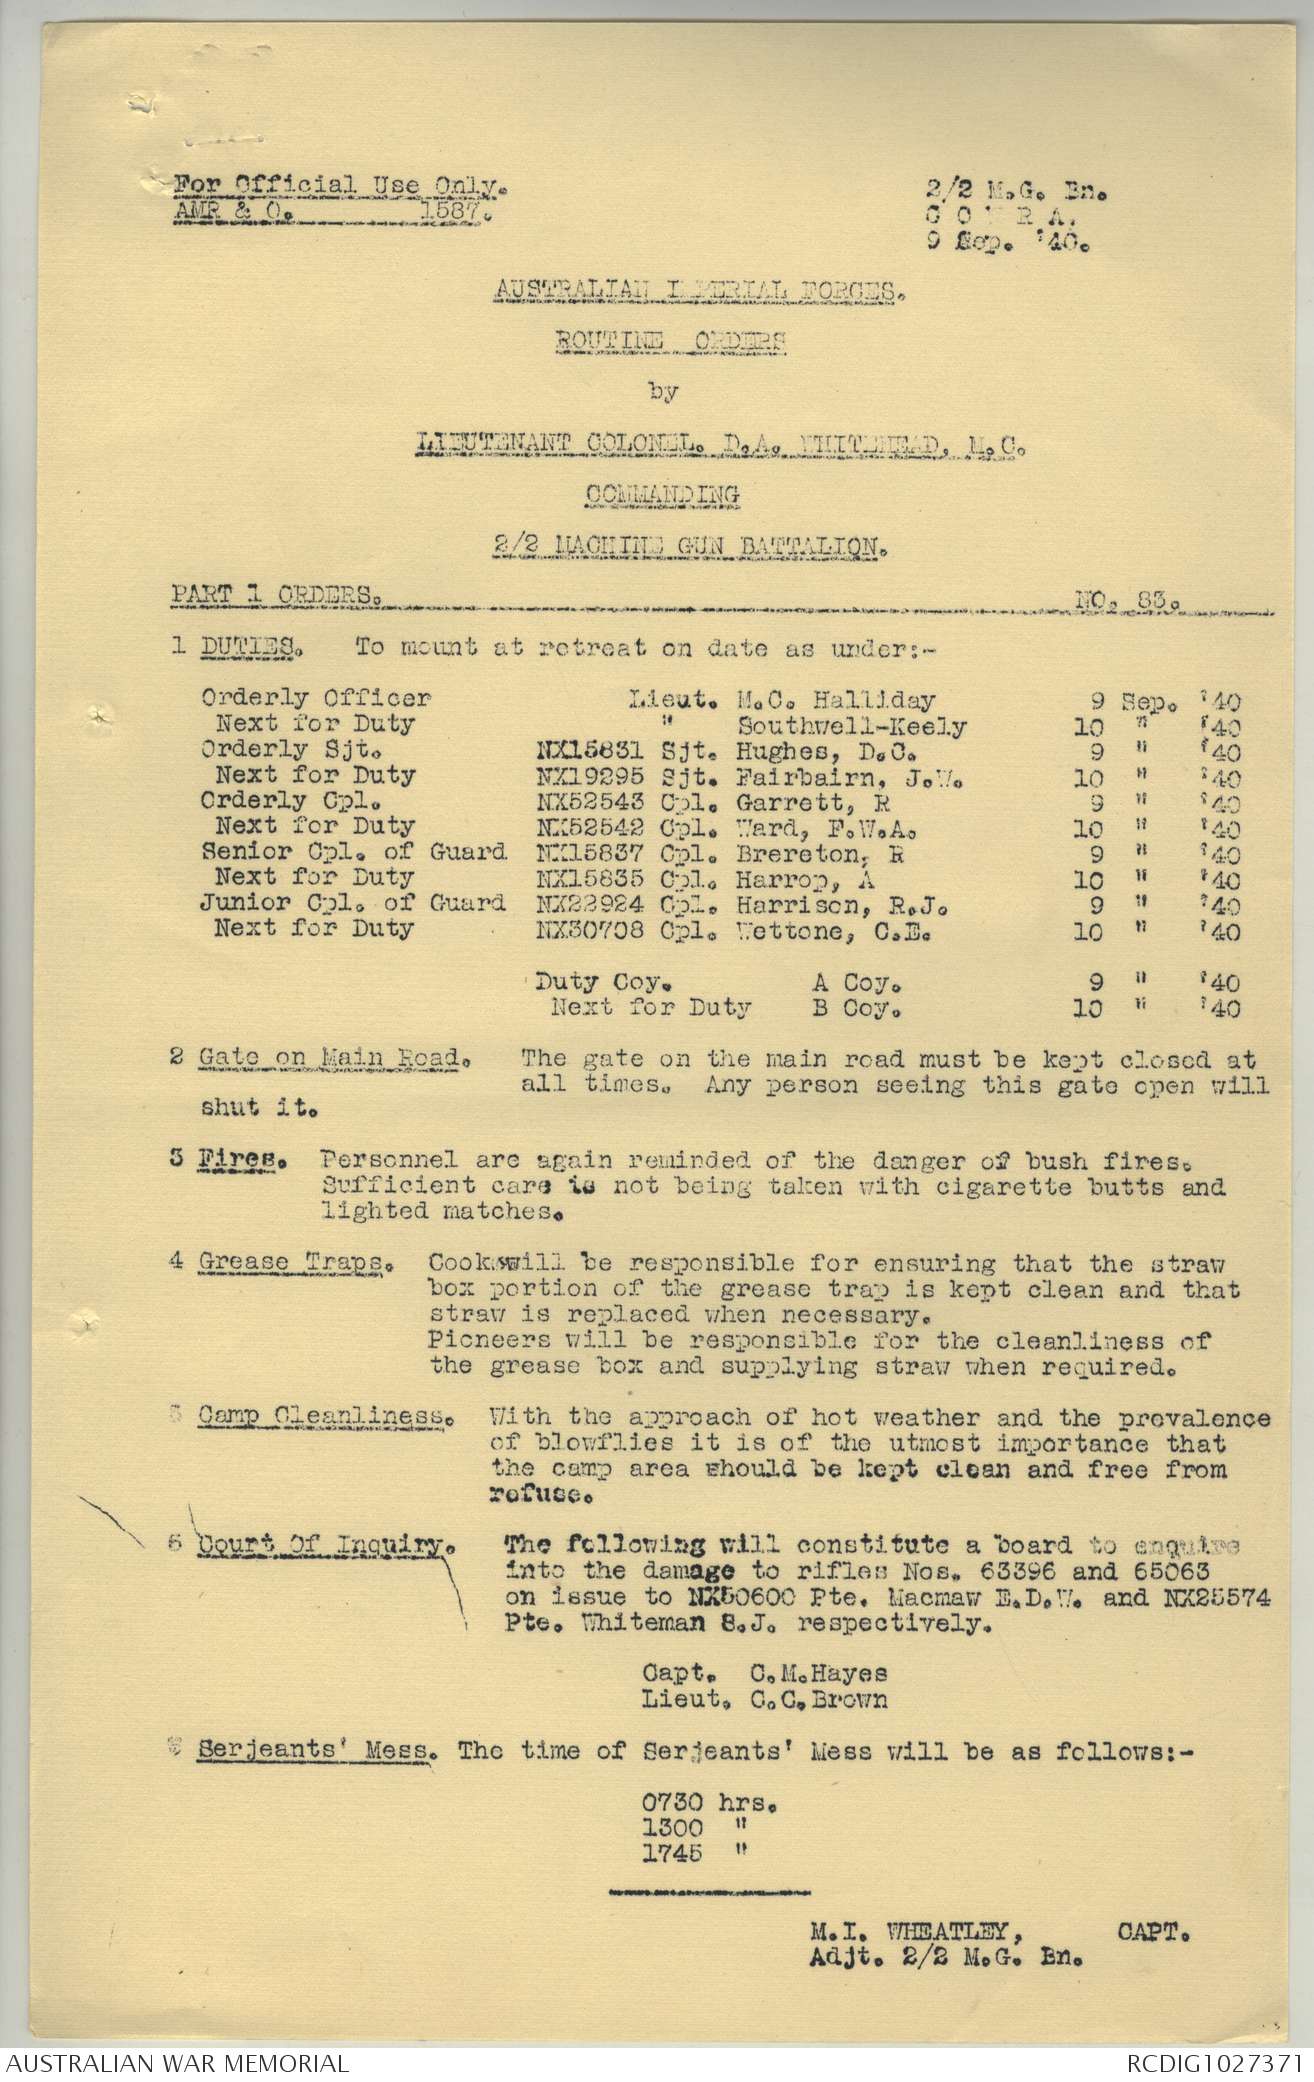 For Official Use Only.
AMR & O. 1587.
2/2 M.G. Bn.
C O W R A.
9 Sep. '40.
AUSTRALIAN IMPERIAL FORCES.
ROUTINE ORDERS
by
LIEUTENANT COLONEL. D.A. WHITEHEAD, M.C.
COMMANDING
2/2 MACHINE GUN BATTALION.
PART 1 ORDERS. NO. 83.
1 DUTIES. To mount at retreat on date as under:-
Orderly Officer Lieut. M.C. Halliday 9 Sep. '40
Next for Duty " Southwell-Keely 10 " '40
Orderly Sjt. NX15831 Sjt. Hughes, D.C. 9 " '40
Next for Duty NX19295 Sjt. Fairbairn, J.W. 10 " '40
Orderly Cpl. NX52543 Cpl. Garrett, R 9 " '40
Next for Duty NX52542 Cpl. Ward, F.W.A. 10 " '40
Senior Cpl. of Guard NX15837 Cpl. Brereton, R 9 " '40
Next for Duty NX15835 Cpl. Harrop, A 10 " '40
Junior Cpl. of Guard NX22924 Cpl. Harrison, R.J. 9 " '40
Next for Duty NX30708 Cpl. Wettone, C.E. 10 " '40
Duty Coy. A Coy. 9 " '40
Next for Duty B Coy. 10 " '40
2 Gate on Main Road. The gate on the main road must be kept closed at
all times. Any person seeing this gate open will
shut it.
3 Fires. Personnel are again reminded of the danger of bush fires.
Sufficient care is not being taken with cigarette butts and
lighted matches.
4 Grease Traps. Cooks will be responsible for ensuring that the straw
box portion of the grease trap is kept clean and that
straw is replaced when necessary.
Pioneers will be responsible for the cleanliness of
the grease box and supplying straw when required.
5 Camp Cleanliness. With the approach of hot weather and the prevalence
of blowflies it is of the utmost importance that
the camp area should be kept clean and free from
refuse.
6 Court Of Inquiry. The following will constitute a board to enquire
into the damage to rifles Nos. 63396 and 65063
on issue to NX50600 Pte. Macmaw E.D.W. and NX25574
Pte. Whiteman S.J. respectively.
Capt. C.M.Hayes
Lieut. C.C.Brown
7 Serjeants' Mess. The time of Serjeants' Mess will be as follows:-
0730 hrs.
1300 "
1745 "
M.I. WHEATLEY, CAPT.
Adjt. 2/2 M.G. Bn.
AUSTRALIAN WAR MEMORIAL RCDIG1027371